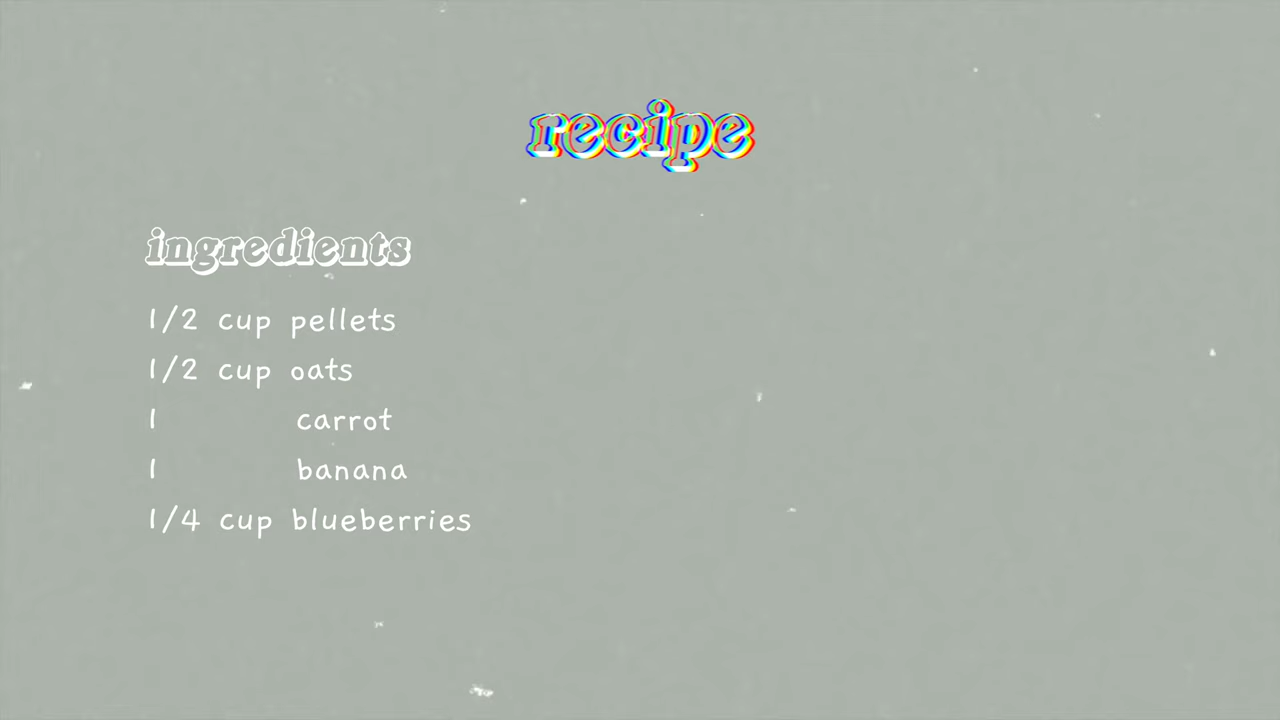 recipe
ingredients
1/2 cup pellets
1/2 cup oats
1 carrot
1 banana
1/4 cup blueberries